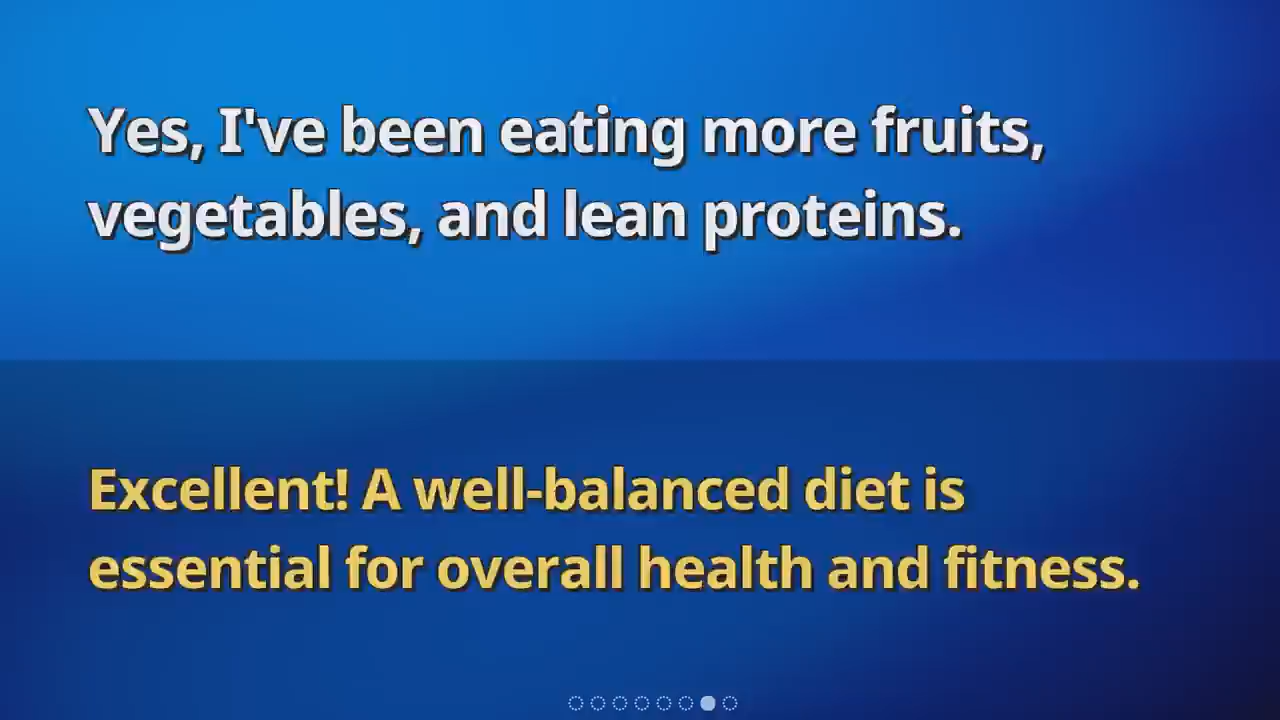 Yes, I've been eating more fruits,
vegetables, and lean proteins.
Excellent! A well-balanced diet is
essential for overall health and fitness.